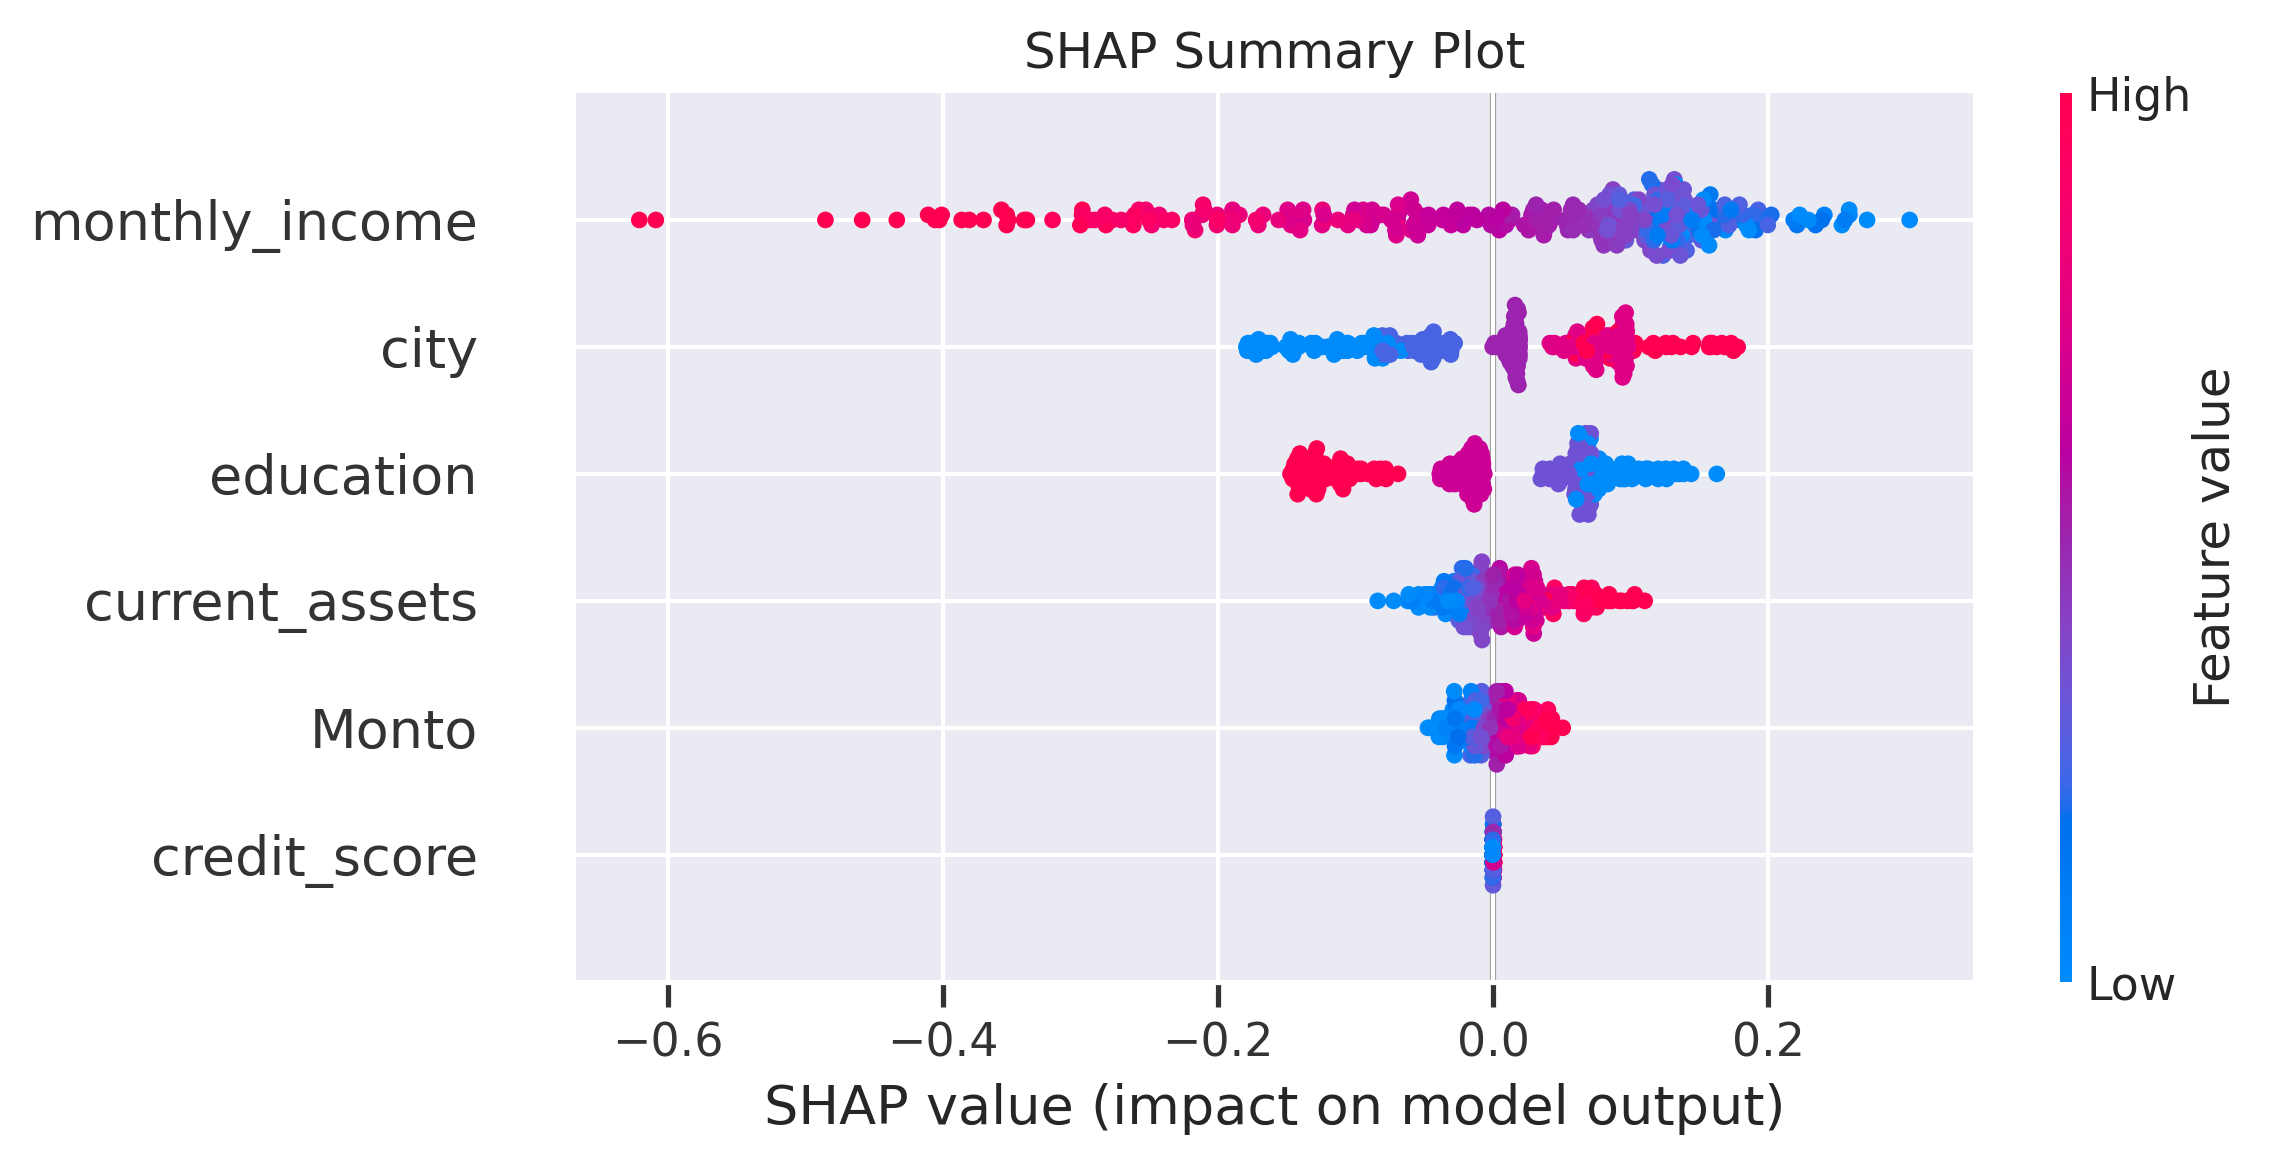 SHAP Summary Plot
High
monthly_income
city
education
current_assets
Monto
credit_score
Feature value
Low
−0.6 −0.4 −0.2 0.0 0.2
SHAP value (impact on model output)